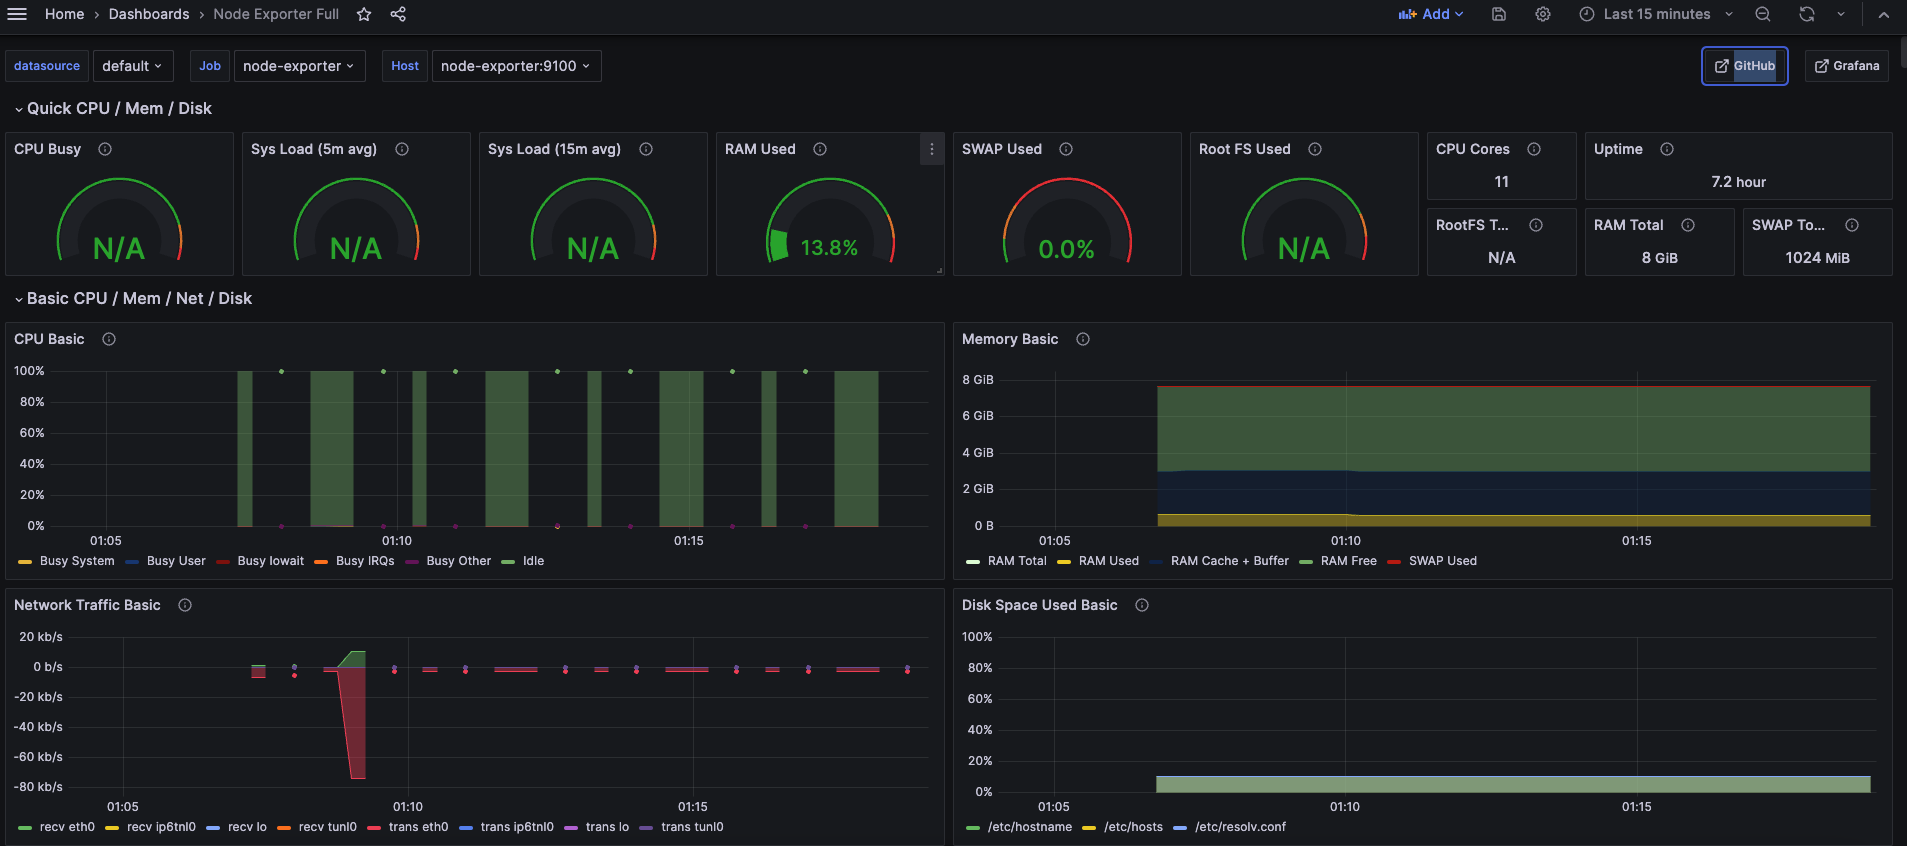 Home › Dashboards › Node Exporter Full
Add
Last 15 minutes
datasource default Job node-exporter Host node-exporter:9100
GitHub Grafana
Quick CPU / Mem / Disk
CPU Busy
N/A
Sys Load (5m avg)
N/A
Sys Load (15m avg)
N/A
RAM Used
13.8%
SWAP Used
0.0%
Root FS Used
N/A
CPU Cores
11
Uptime
7.2 hour
RootFS T...
N/A
RAM Total
8 GiB
SWAP To...
1024 MiB
Basic CPU / Mem / Net / Disk
CPU Basic
100%
80%
60%
40%
20%
0%
01:05 01:10 01:15
Busy System Busy User Busy Iowait Busy IRQs Busy Other Idle
Memory Basic
8 GiB
6 GiB
4 GiB
2 GiB
0 B
01:05 01:10 01:15
RAM Total RAM Used RAM Cache + Buffer RAM Free SWAP Used
Network Traffic Basic
20 kb/s
0 b/s
-20 kb/s
-40 kb/s
-60 kb/s
-80 kb/s
01:05 01:10 01:15
recv eth0 recv ip6tnl0 recv lo recv tunl0 trans eth0 trans ip6tnl0 trans lo trans tunl0
Disk Space Used Basic
100%
80%
60%
40%
20%
0%
01:05 01:10 01:15
/etc/hostname /etc/hosts /etc/resolv.conf